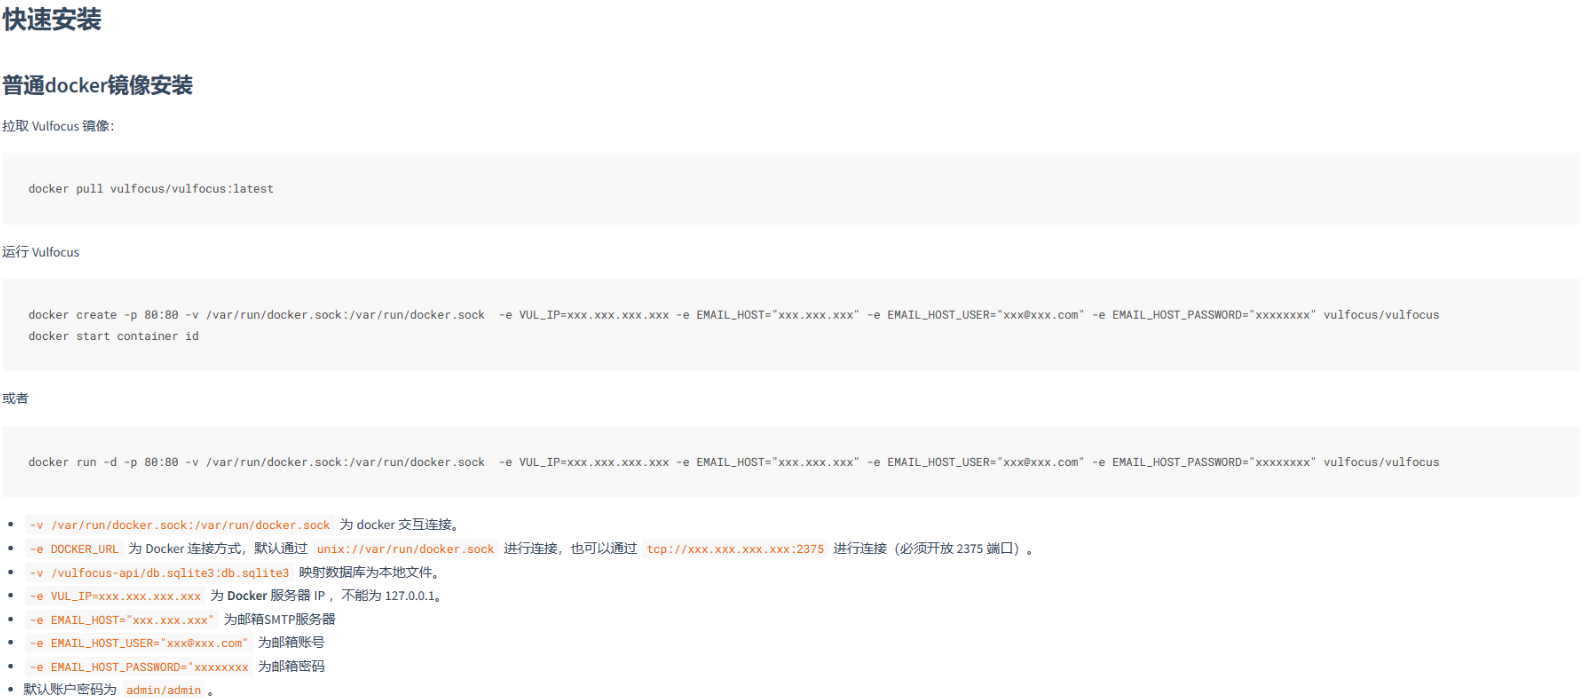 快速安装
普通docker镜像安装
拉取 Vulfocus 镜像：
docker pull vulfocus/vulfocus:latest
运行 Vulfocus
docker create -p 80:80 -v /var/run/docker.sock:/var/run/docker.sock  -e VUL_IP=xxx.xxx.xxx.xxx -e EMAIL_HOST="xxx.xxx.xxx" -e EMAIL_HOST_USER="xxx@xxx.com" -e EMAIL_HOST_PASSWORD="xxxxxxxx" vulfocus/vulfocus
docker start container id
或者
docker run -d -p 80:80 -v /var/run/docker.sock:/var/run/docker.sock  -e VUL_IP=xxx.xxx.xxx.xxx -e EMAIL_HOST="xxx.xxx.xxx" -e EMAIL_HOST_USER="xxx@xxx.com" -e EMAIL_HOST_PASSWORD="xxxxxxxx" vulfocus/vulfocus
• -v /var/run/docker.sock:/var/run/docker.sock 为 docker 交互连接。
• -e DOCKER_URL 为 Docker 连接方式，默认通过 unix://var/run/docker.sock 进行连接，也可以通过 tcp://xxx.xxx.xxx.xxx:2375 进行连接（必须开放 2375 端口）。
• -v /vulfocus-api/db.sqlite3:db.sqlite3 映射数据库为本地文件。
• -e VUL_IP=xxx.xxx.xxx.xxx 为 Docker 服务器 IP ，不能为 127.0.0.1。
• -e EMAIL_HOST="xxx.xxx.xxx" 为邮箱SMTP服务器
• -e EMAIL_HOST_USER="xxx@xxx.com" 为邮箱账号
• -e EMAIL_HOST_PASSWORD="xxxxxxxx 为邮箱密码
• 默认账户密码为 admin/admin 。